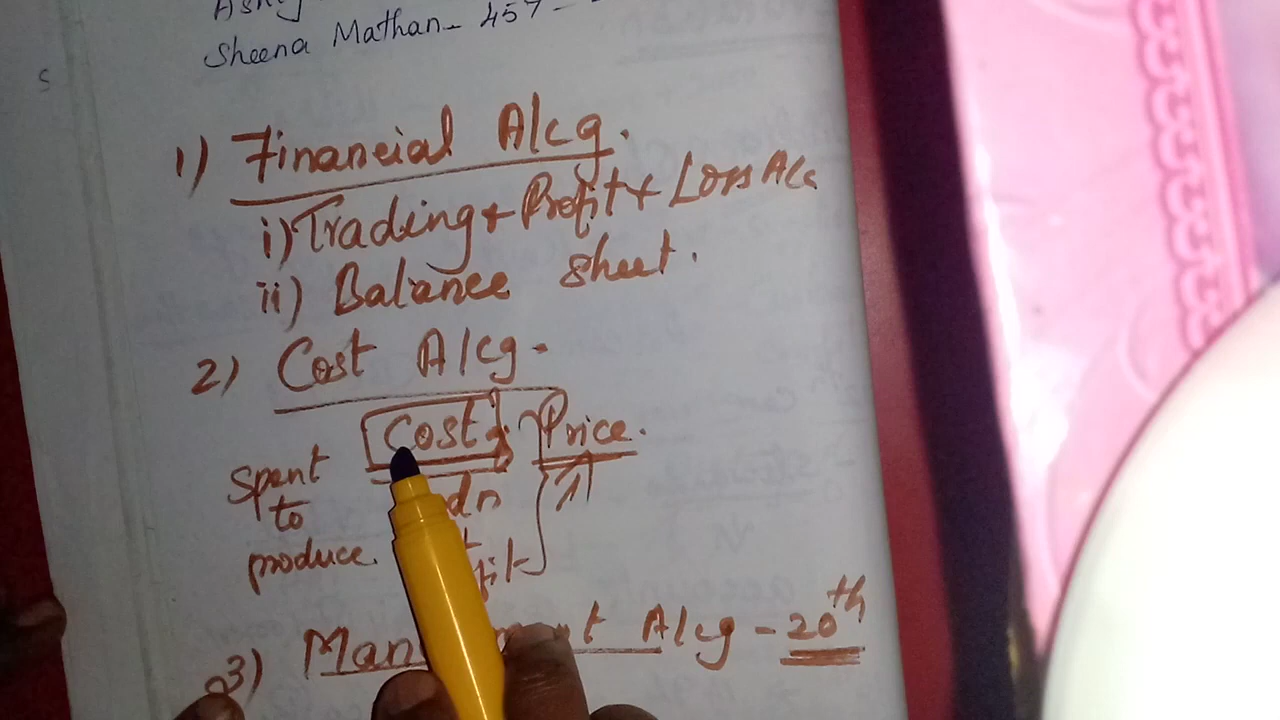 Sheena Mathan - 457 -
1) Financial A/cg.
i) Trading + Profit + Loss A/c
ii) Balance sheet.
2) Cost A/cg.
Cost Price.
spent
to
produce
3) A/cg - 20th